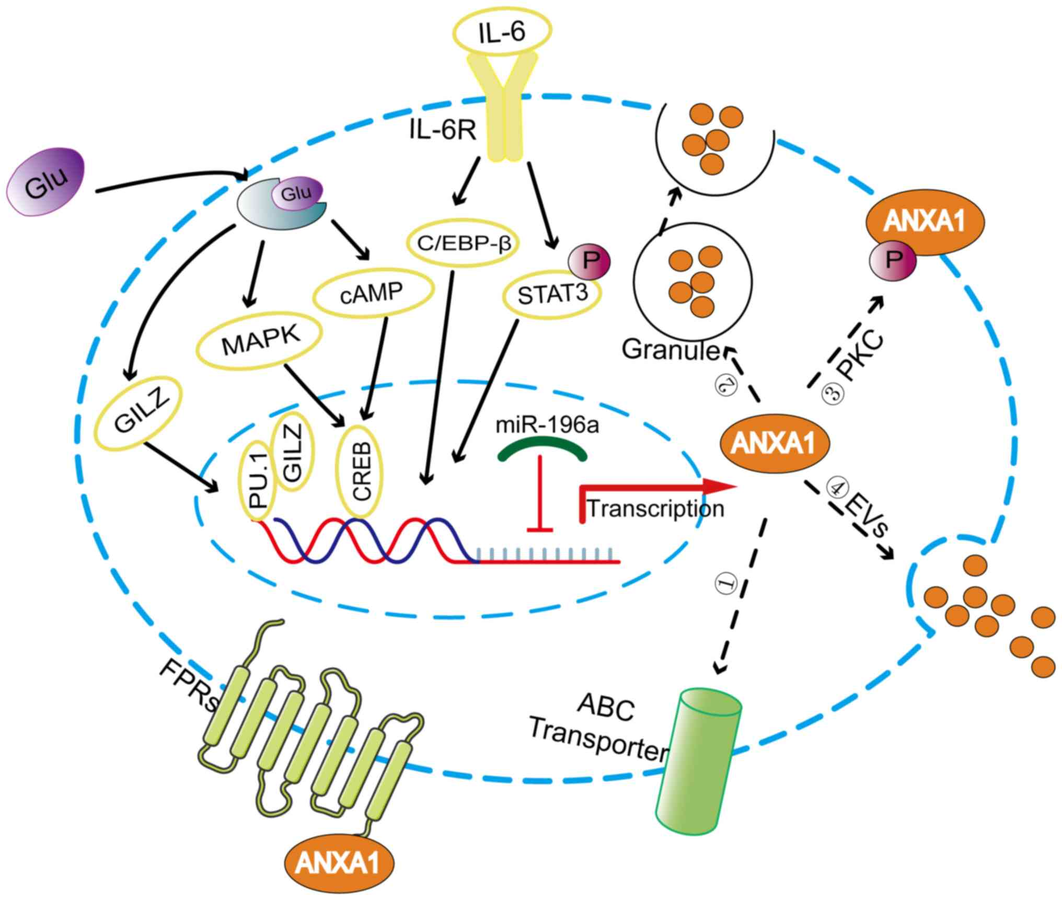 IL-6
IL-6R
Glu
Glu
ANXA1
P
C/EBP-β
P
cAMP
STAT3
MAPK
Granule
③ PKC
②
GILZ
PU.1
GILZ
CREB
miR-196a
ANXA1
Transcription
④ EVs
①
FPRs
ABC
Transporter
ANXA1